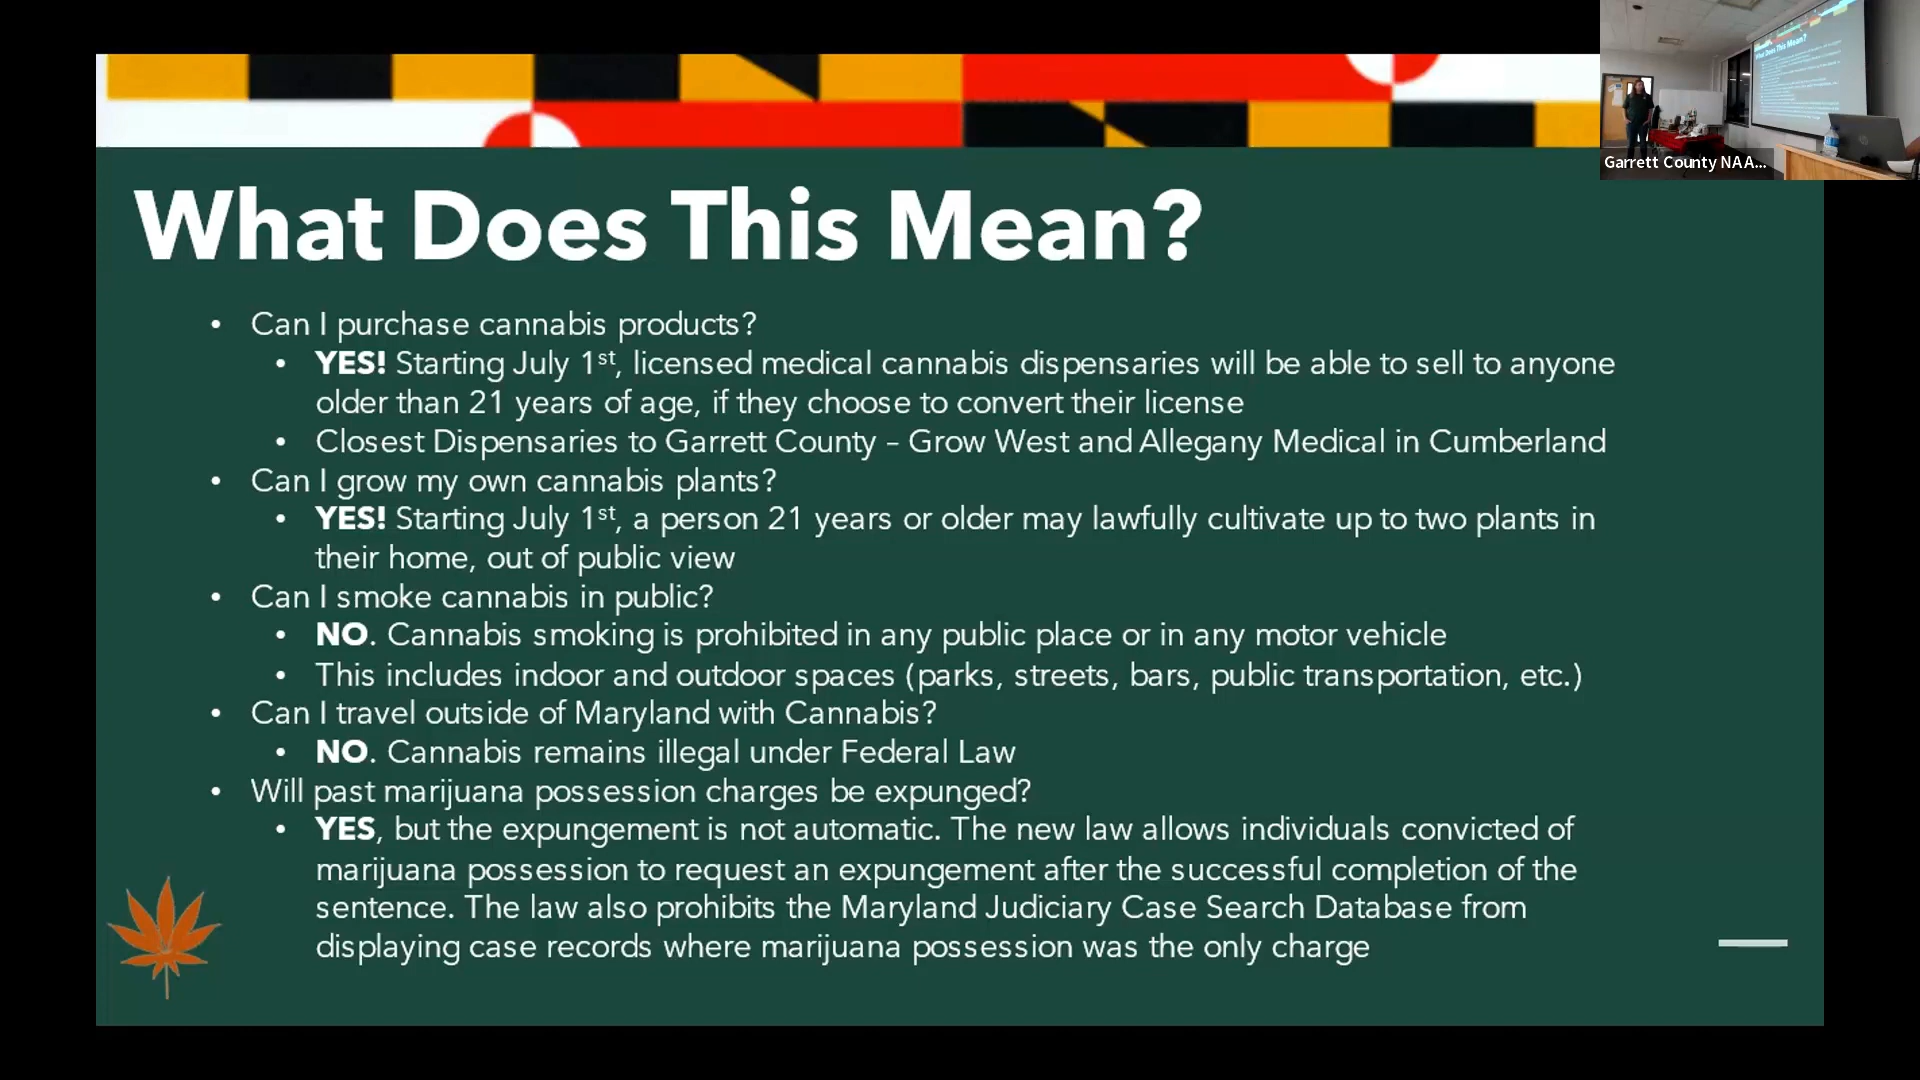 What Does This Mean?
• Can I purchase cannabis products?
• YES! Starting July 1st, licensed medical cannabis dispensaries will be able to sell to anyone
older than 21 years of age, if they choose to convert their license
• Closest Dispensaries to Garrett County – Grow West and Allegany Medical in Cumberland
• Can I grow my own cannabis plants?
• YES! Starting July 1st, a person 21 years or older may lawfully cultivate up to two plants in
their home, out of public view
• Can I smoke cannabis in public?
• NO. Cannabis smoking is prohibited in any public place or in any motor vehicle
• This includes indoor and outdoor spaces (parks, streets, bars, public transportation, etc.)
• Can I travel outside of Maryland with Cannabis?
• NO. Cannabis remains illegal under Federal Law
• Will past marijuana possession charges be expunged?
• YES, but the expungement is not automatic. The new law allows individuals convicted of
marijuana possession to request an expungement after the successful completion of the
sentence. The law also prohibits the Maryland Judiciary Case Search Database from
displaying case records where marijuana possession was the only charge
What Does This Mean?
Garrett County NAA...